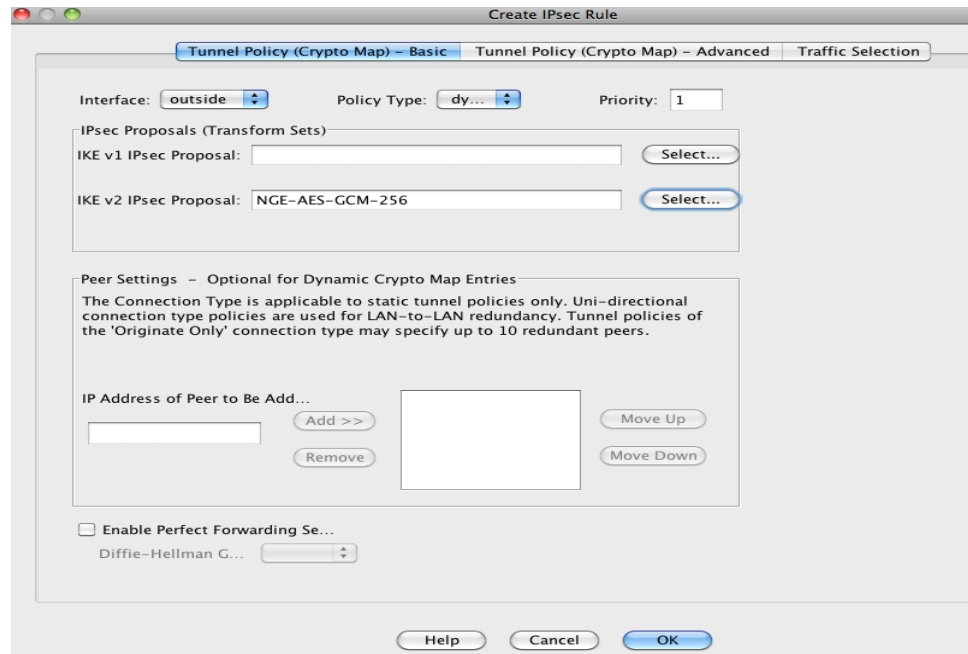 Create IPsec Rule
Tunnel Policy (Crypto Map) – Basic Tunnel Policy (Crypto Map) – Advanced Traffic Selection
Interface: outside Policy Type: dy... Priority: 1
IPsec Proposals (Transform Sets)
IKE v1 IPsec Proposal: Select...
IKE v2 IPsec Proposal: NGE-AES-GCM-256 Select...
Peer Settings – Optional for Dynamic Crypto Map Entries
The Connection Type is applicable to static tunnel policies only. Uni-directional
connection type policies are used for LAN-to-LAN redundancy. Tunnel policies of
the 'Originate Only' connection type may specify up to 10 redundant peers.
IP Address of Peer to Be Add...
Add >> Move Up
Remove Move Down
Enable Perfect Forwarding Se...
Diffie-Hellman G...
Help Cancel OK